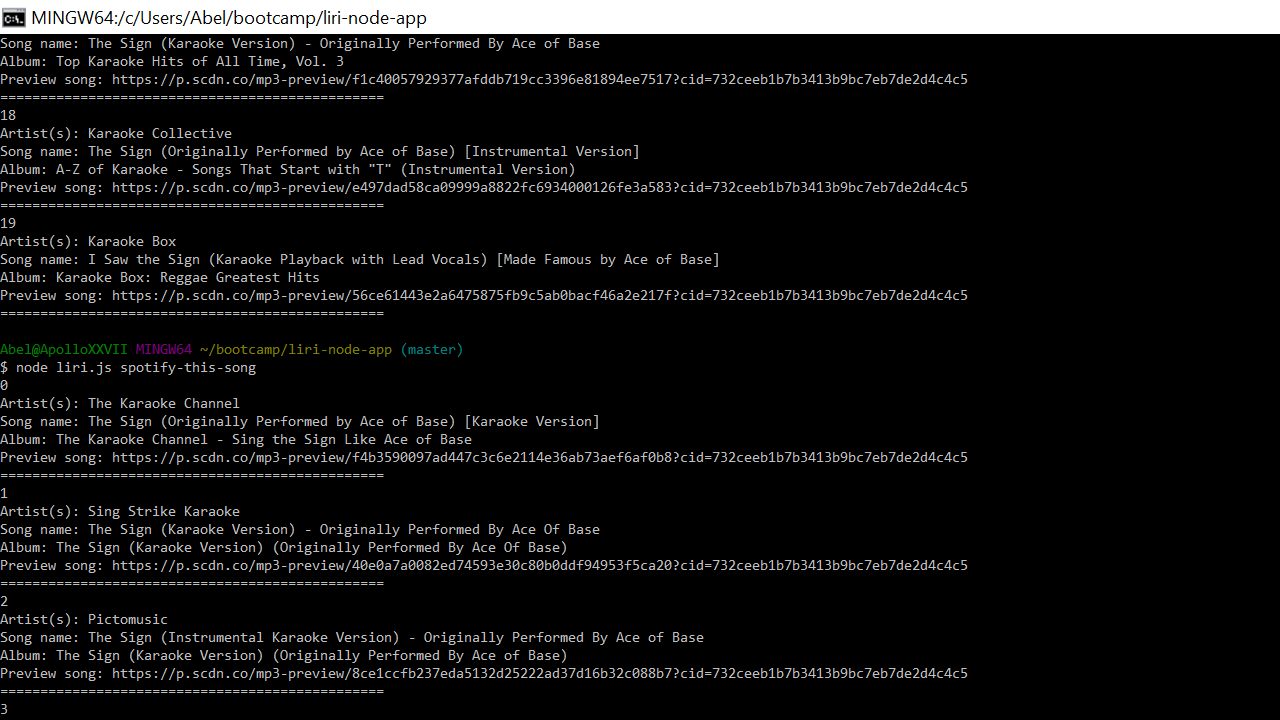 MINGW64:/c/Users/Abel/bootcamp/liri-node-app
Song name: The Sign (Karaoke Version) - Originally Performed By Ace of Base
Album: Top Karaoke Hits of All Time, Vol. 3
Preview song: https://p.scdn.co/mp3-preview/f1c40057929377afddb719cc3396e81894ee7517?cid=732ceeb1b7b3413b9bc7eb7de2d4c4c5
================================================
18
Artist(s): Karaoke Collective
Song name: The Sign (Originally Performed by Ace of Base) [Instrumental Version]
Album: A-Z of Karaoke - Songs That Start with "T" (Instrumental Version)
Preview song: https://p.scdn.co/mp3-preview/e497dad58ca09999a8822fc6934000126fe3a583?cid=732ceeb1b7b3413b9bc7eb7de2d4c4c5
================================================
19
Artist(s): Karaoke Box
Song name: I Saw the Sign (Karaoke Playback with Lead Vocals) [Made Famous by Ace of Base]
Album: Karaoke Box: Reggae Greatest Hits
Preview song: https://p.scdn.co/mp3-preview/56ce61443e2a6475875fb9c5ab0bacf46a2e217f?cid=732ceeb1b7b3413b9bc7eb7de2d4c4c5
================================================
Abel@ApolloXXVII MINGW64 ~/bootcamp/liri-node-app (master)
$ node liri.js spotify-this-song
0
Artist(s): The Karaoke Channel
Song name: The Sign (Originally Performed by Ace of Base) [Karaoke Version]
Album: The Karaoke Channel - Sing the Sign Like Ace of Base
Preview song: https://p.scdn.co/mp3-preview/f4b3590097ad447c3c6e2114e36ab73aef6af0b8?cid=732ceeb1b7b3413b9bc7eb7de2d4c4c5
================================================
1
Artist(s): Sing Strike Karaoke
Song name: The Sign (Karaoke Version) - Originally Performed By Ace Of Base
Album: The Sign (Karaoke Version) (Originally Performed By Ace Of Base)
Preview song: https://p.scdn.co/mp3-preview/40e0a7a0082ed74593e30c80b0ddf94953f5ca20?cid=732ceeb1b7b3413b9bc7eb7de2d4c4c5
================================================
2
Artist(s): Pictomusic
Song name: The Sign (Instrumental Karaoke Version) - Originally Performed By Ace of Base
Album: The Sign (Karaoke Version) (Originally Performed By Ace of Base)
Preview song: https://p.scdn.co/mp3-preview/8ce1ccfb237eda5132d25222ad37d16b32c088b7?cid=732ceeb1b7b3413b9bc7eb7de2d4c4c5
================================================
3